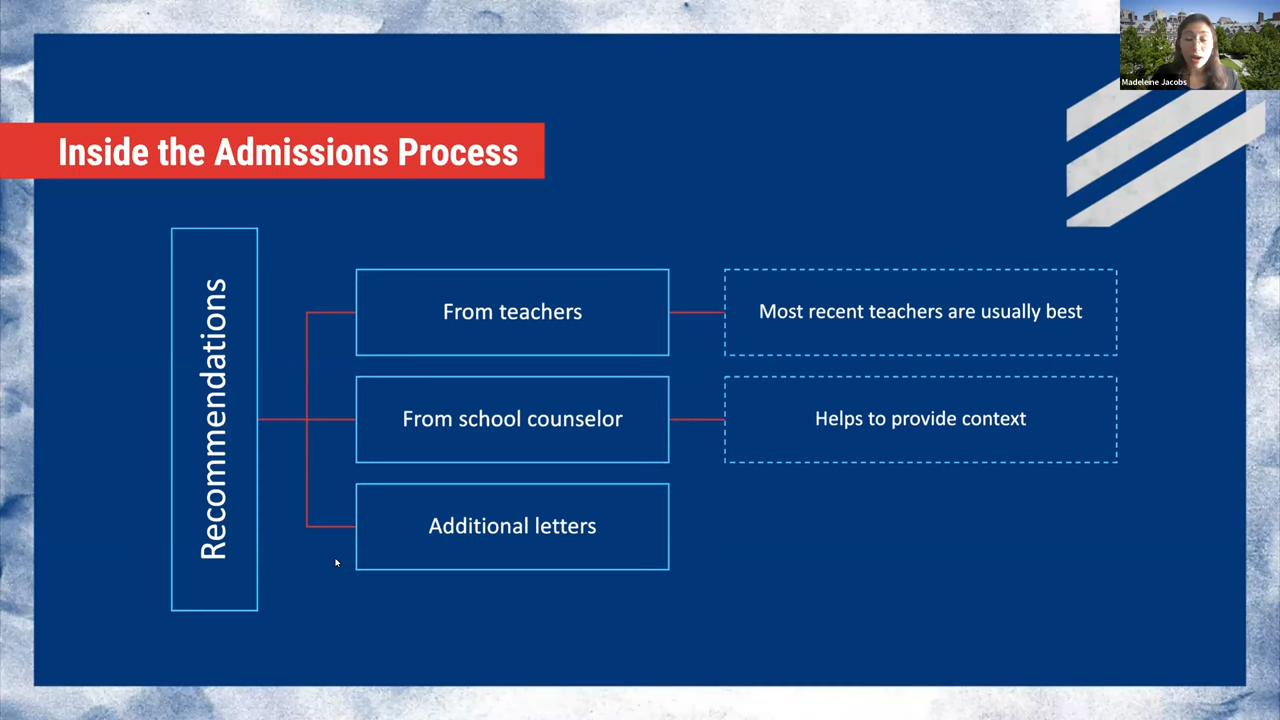 Madeleine Jacobs
Inside the Admissions Process
Recommendations
From teachers
Most recent teachers are usually best
From school counselor
Helps to provide context
Additional letters